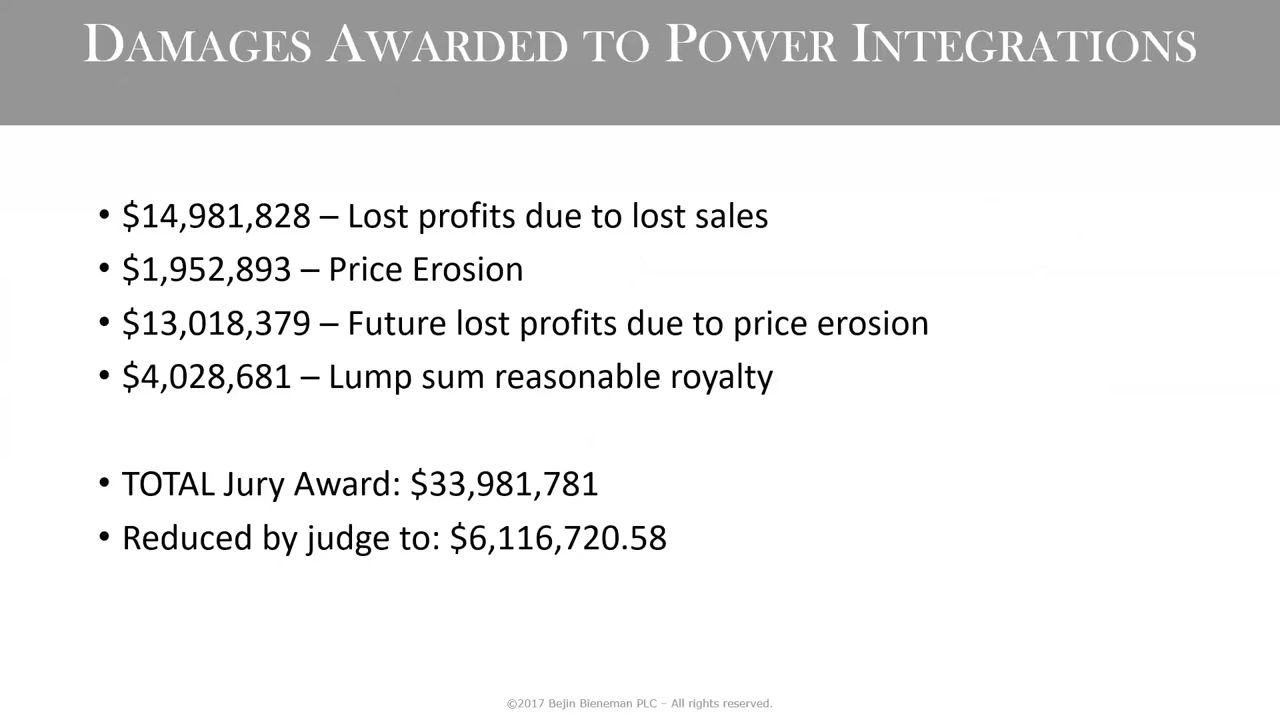 DAMAGES AWARDED TO POWER INTEGRATIONS
• $14,981,828 – Lost profits due to lost sales
• $1,952,893 – Price Erosion
• $13,018,379 – Future lost profits due to price erosion
• $4,028,681 – Lump sum reasonable royalty
• TOTAL Jury Award: $33,981,781
• Reduced by judge to: $6,116,720.58
©2017 Bejin Bieneman PLC – All rights reserved.